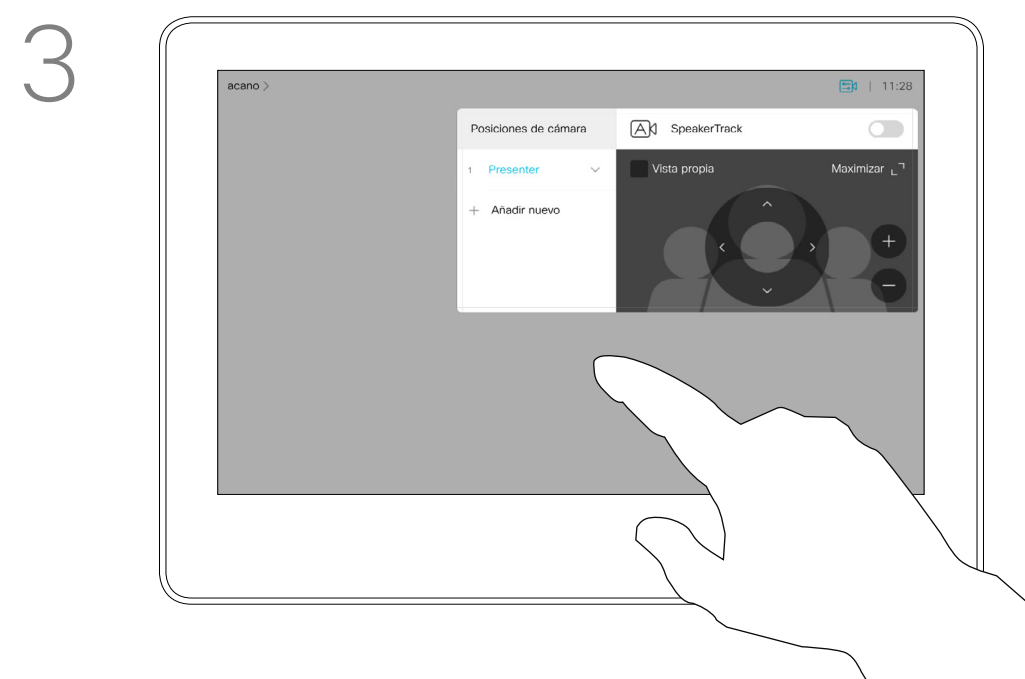 3
acano >
| 11:28
Posiciones de cámara
SpeakerTrack
1 Presenter
Vista propia
Maximizar
+ Añadir nuevo